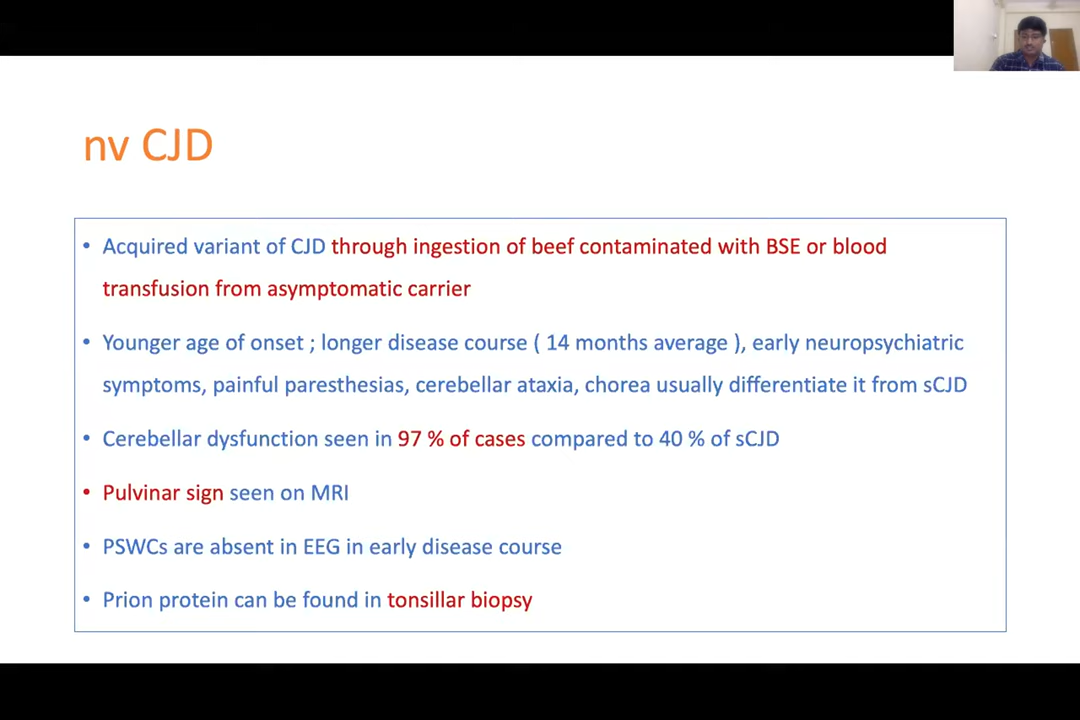 nv CJD
• Acquired variant of CJD through ingestion of beef contaminated with BSE or blood
transfusion from asymptomatic carrier
• Younger age of onset ; longer disease course ( 14 months average ), early neuropsychiatric
symptoms, painful paresthesias, cerebellar ataxia, chorea usually differentiate it from sCJD
• Cerebellar dysfunction seen in 97 % of cases compared to 40 % of sCJD
• Pulvinar sign seen on MRI
• PSWCs are absent in EEG in early disease course
• Prion protein can be found in tonsillar biopsy